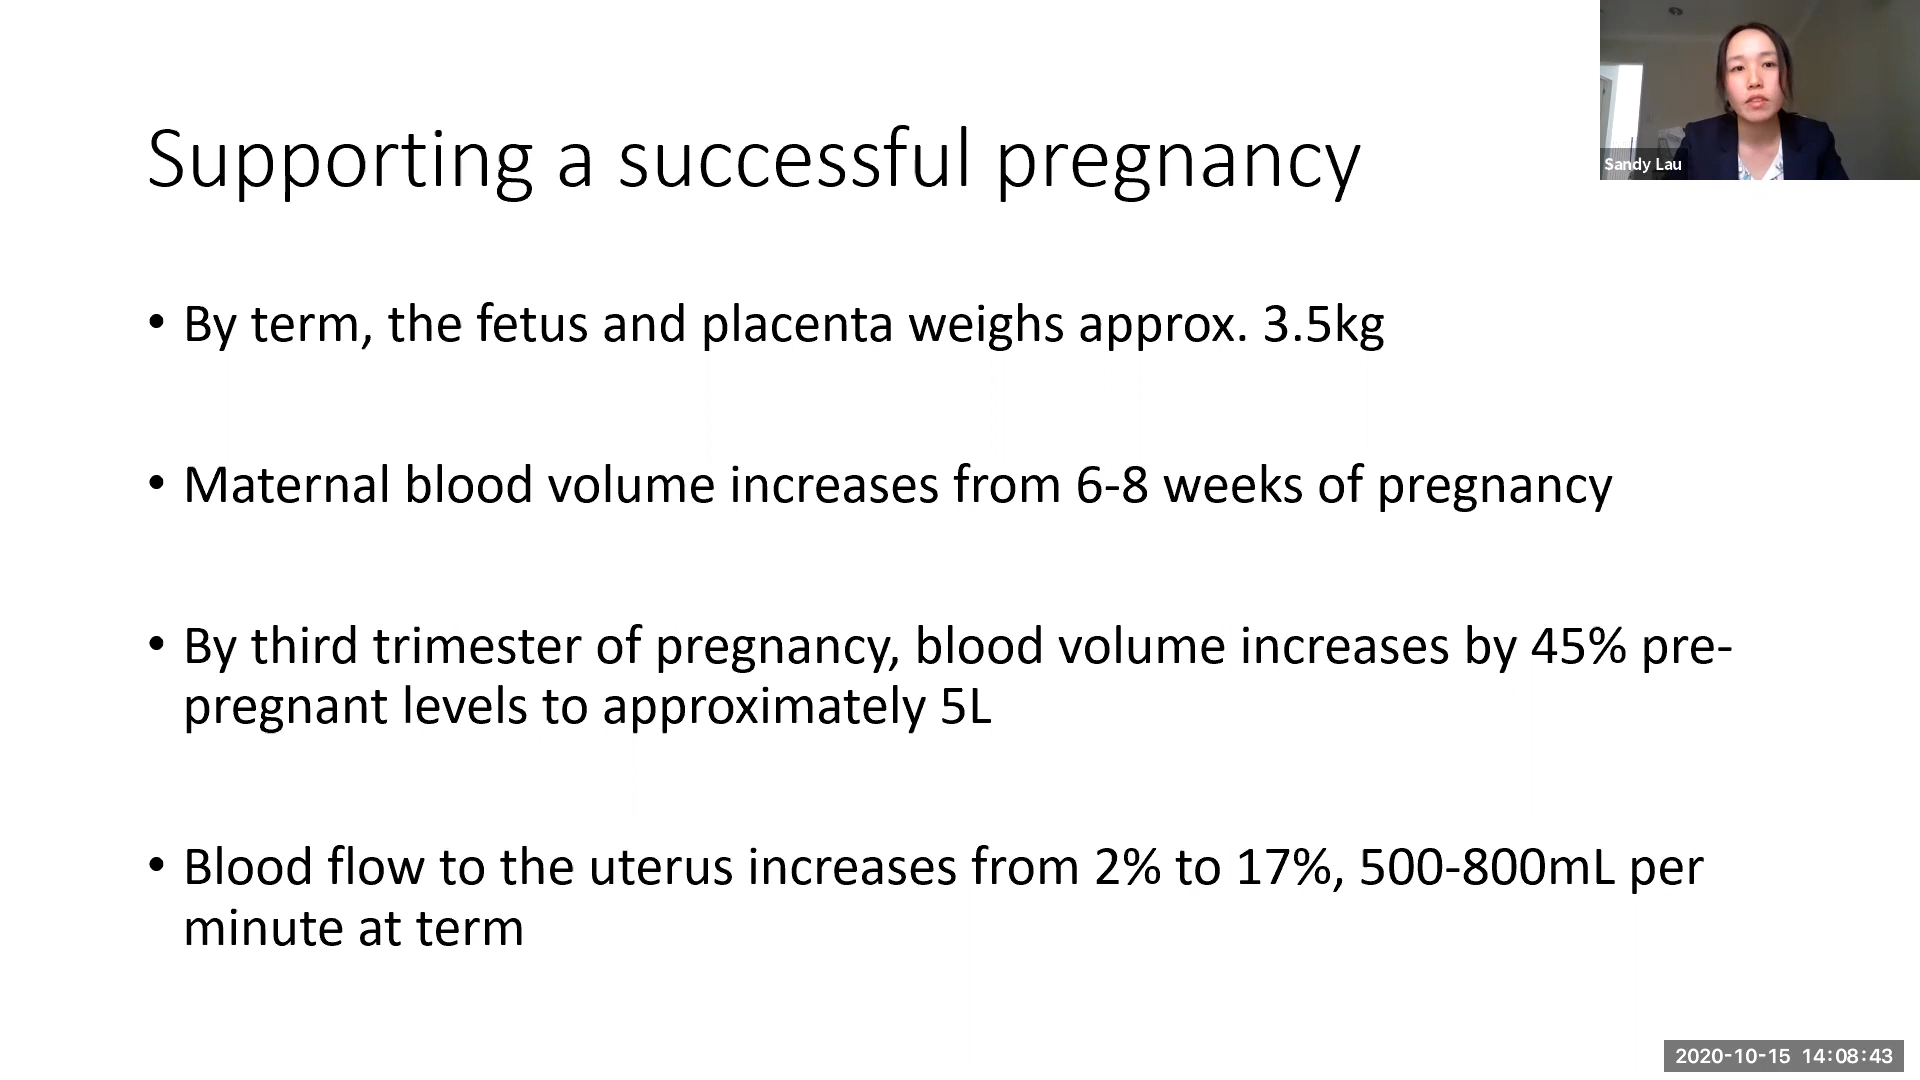 Supporting a successful pregnancy
Sandy Lau
• By term, the fetus and placenta weighs approx. 3.5kg
• Maternal blood volume increases from 6-8 weeks of pregnancy
• By third trimester of pregnancy, blood volume increases by 45% pre-
pregnant levels to approximately 5L
• Blood flow to the uterus increases from 2% to 17%, 500-800mL per
minute at term
2020-10-15 14:08:43